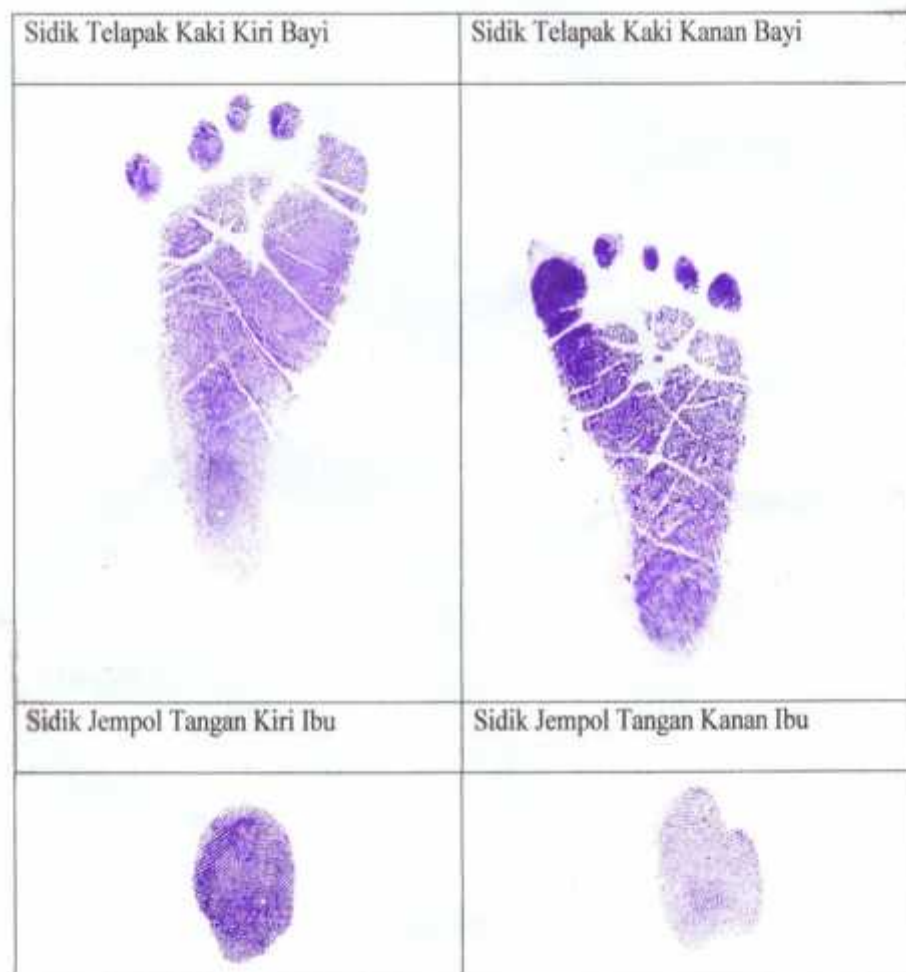 Sidik Telapak Kaki Kiri Bayi
Sidik Telapak Kaki Kanan Bayi
Sidik Jempol Tangan Kiri Ibu
Sidik Jempol Tangan Kanan Ibu